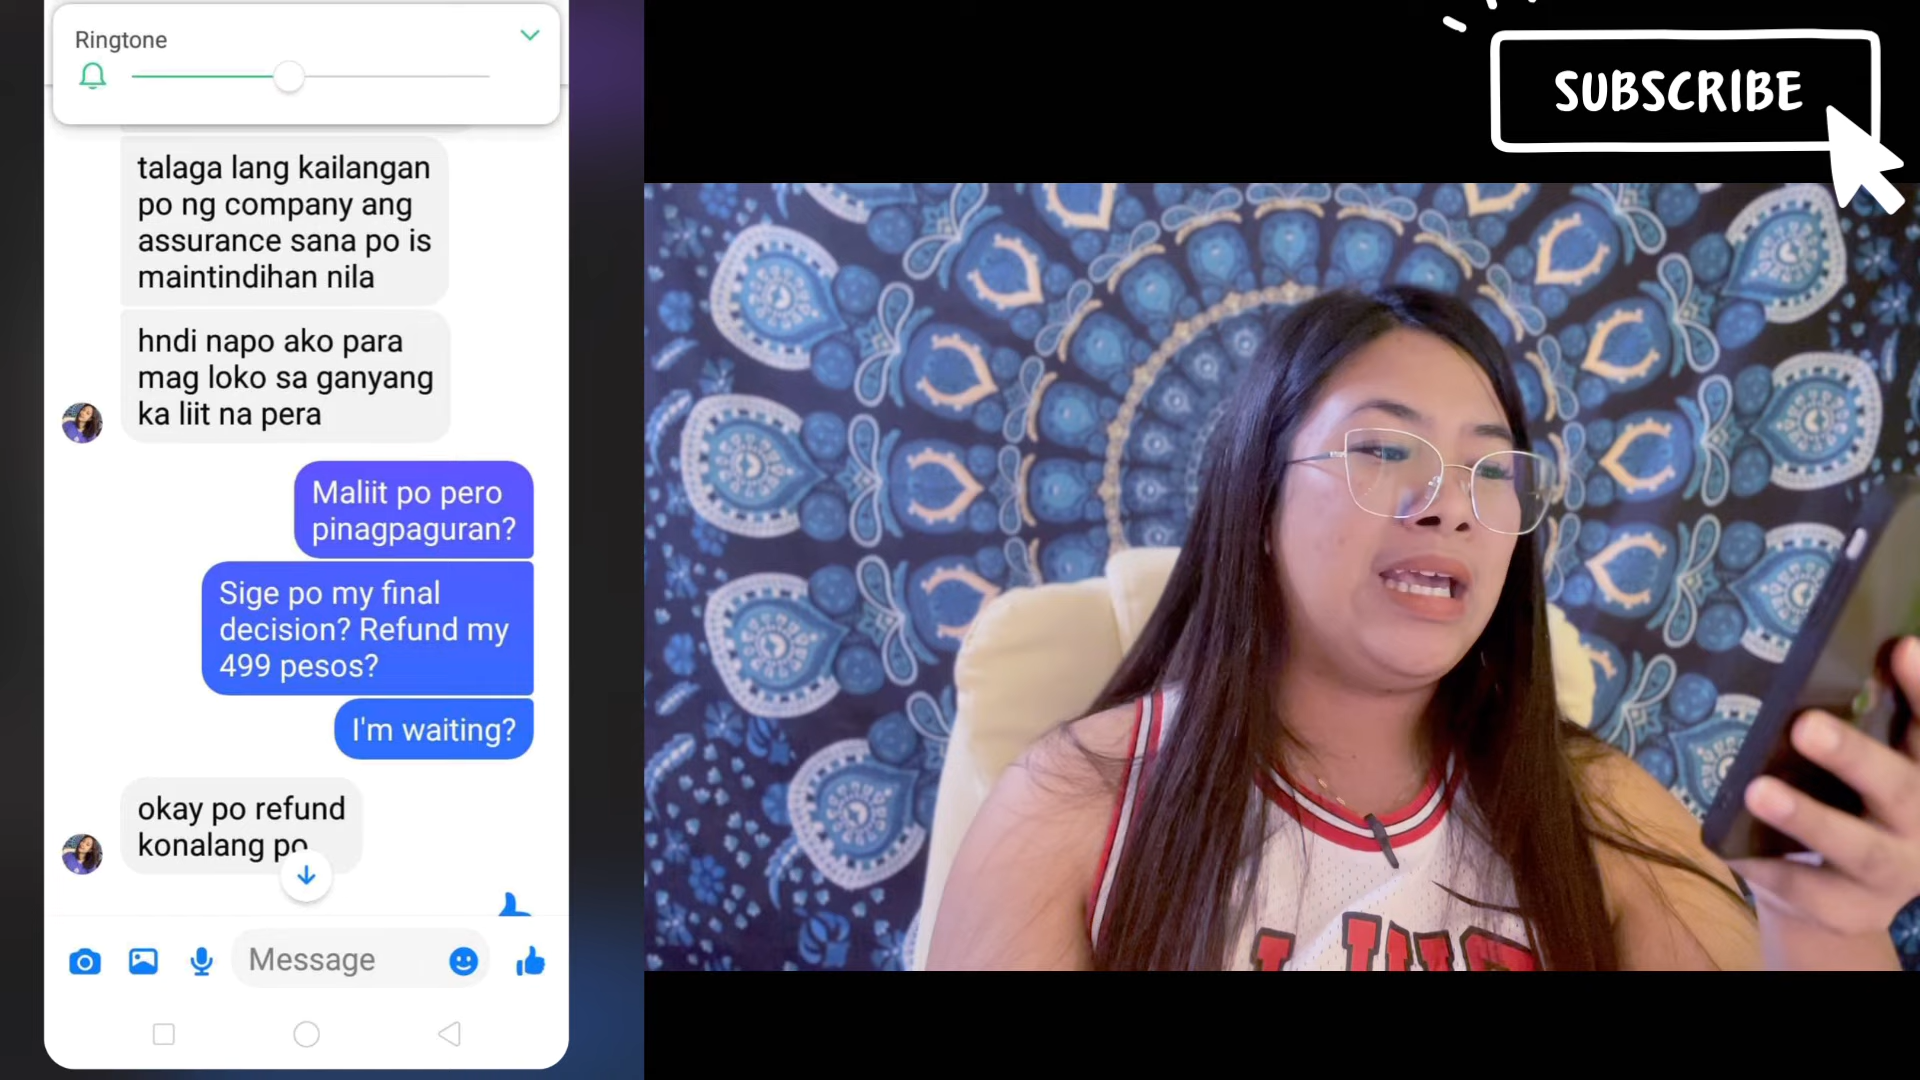 Ringtone
talaga lang kailangan
po ng company ang
assurance sana po is
maintindihan nila
hndi napo ako para
mag loko sa ganyang
ka liit na pera
Maliit po pero
pinagpaguran?
Sige po my final
decision? Refund my
499 pesos?
I'm waiting?
okay po refund
konalang po
Message
SUBSCRIBE